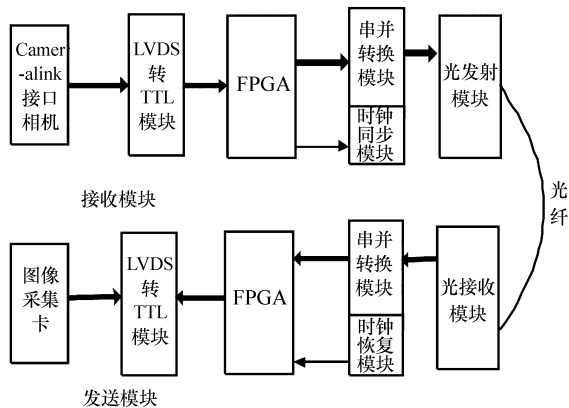 Camer
-alink
接口
相机
LVDS
转
TTL
模块
FPGA
串并
转换
模块
时钟
同步
模块
光发射
模块
光
纤
接收模块
图像
采集
卡
LVDS
转
TTL
模块
FPGA
串并
转换
模块
时钟
恢复
模块
光接收
模块
发送模块